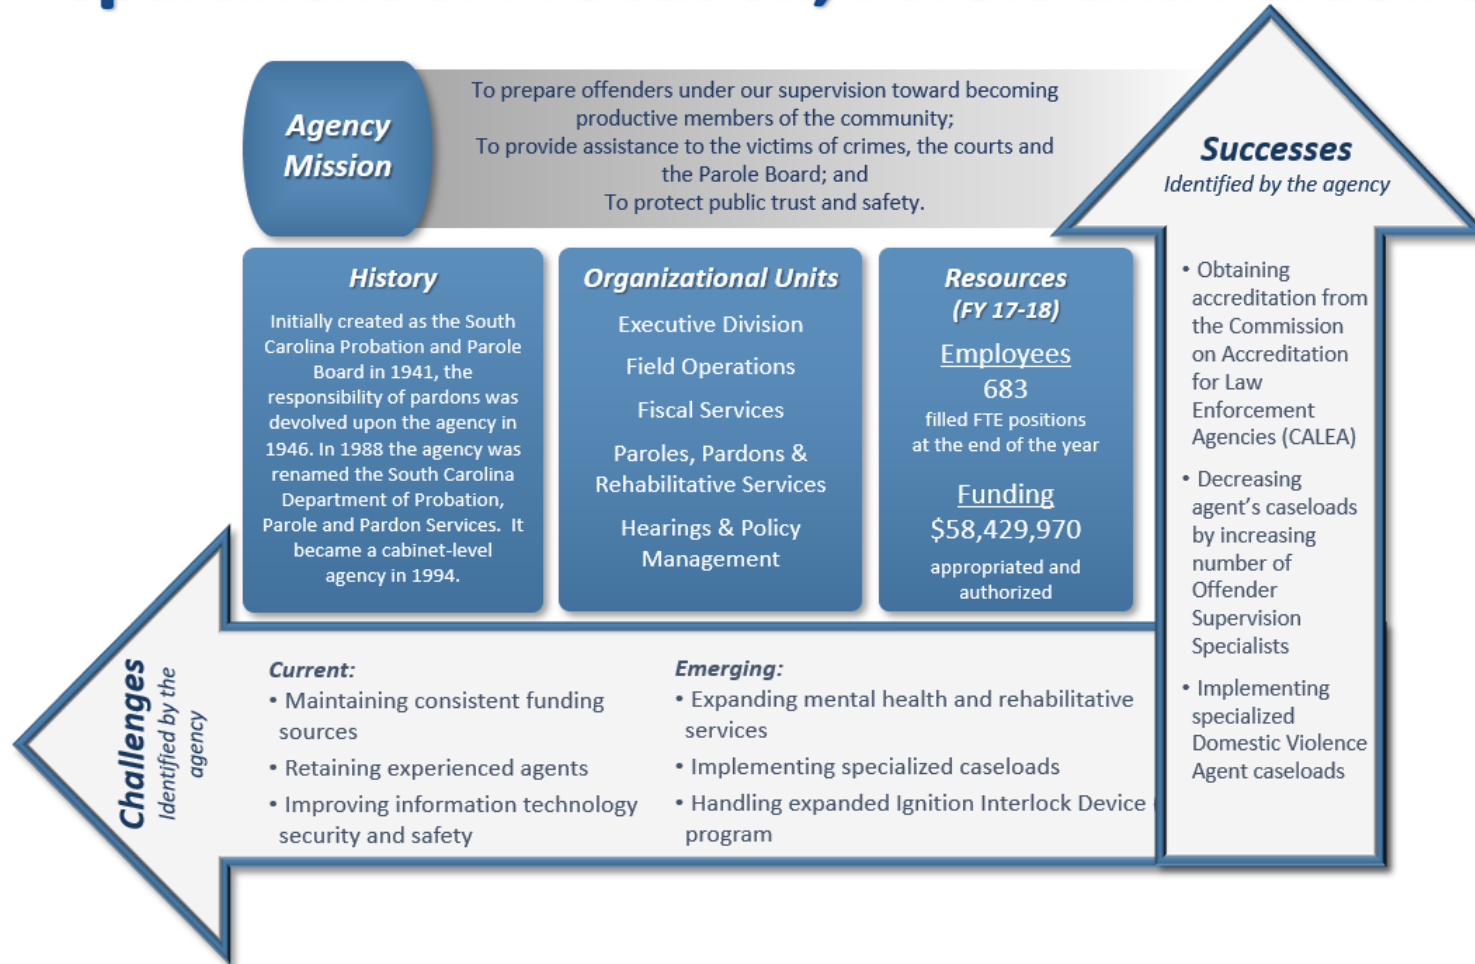 Agency
Mission
To prepare offenders under our supervision toward becoming
productive members of the community;
To provide assistance to the victims of crimes, the courts and
the Parole Board; and
To protect public trust and safety.
Successes
Identified by the agency
• Obtaining
accreditation from
the Commission
on Accreditation
for Law
Enforcement
Agencies (CALEA)
• Decreasing
agent's caseloads
by increasing
number of
Offender
Supervision
Specialists
• Implementing
specialized
Domestic Violence
Agent caseloads
History
Initially created as the South
Carolina Probation and Parole
Board in 1941, the
responsibility of pardons was
devolved upon the agency in
1946. In 1988 the agency was
renamed the South Carolina
Department of Probation,
Parole and Pardon Services. It
became a cabinet-level
agency in 1994.
Organizational Units
Executive Division
Field Operations
Fiscal Services
Paroles, Pardons &
Rehabilitative Services
Hearings & Policy
Management
Resources
(FY 17-18)
Employees
683
filled FTE positions
at the end of the year
Funding
$58,429,970
appropriated and
authorized
Challenges
Identified by the
agency
Current:
• Maintaining consistent funding
sources
• Retaining experienced agents
• Improving information technology
security and safety
Emerging:
• Expanding mental health and rehabilitative
services
• Implementing specialized caseloads
• Handling expanded Ignition Interlock Device
program